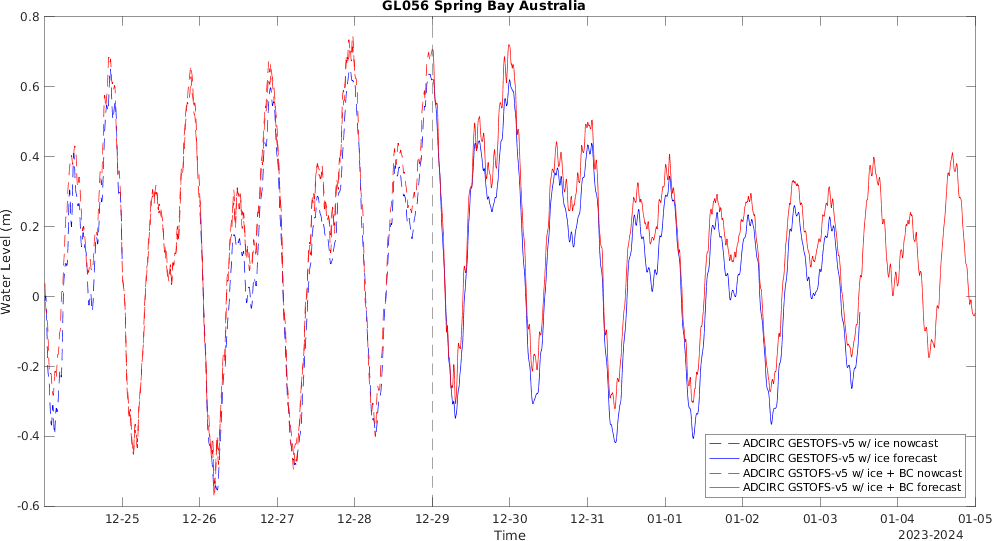 GL056 Spring Bay Australia
Water Level (m)
0.8
0.6
0.4
0.2
0
-0.2
-0.4
-0.6
ADCIRC GESTOFS-v5 w/ ice nowcast
ADCIRC GESTOFS-v5 w/ ice forecast
ADCIRC GSTOFS-v5 w/ ice + BC nowcast
ADCIRC GSTOFS-v5 w/ ice + BC forecast
12-25 12-26 12-27 12-28 12-29 12-30 12-31 01-01 01-02 01-03 01-04 01-05
Time
2023-2024